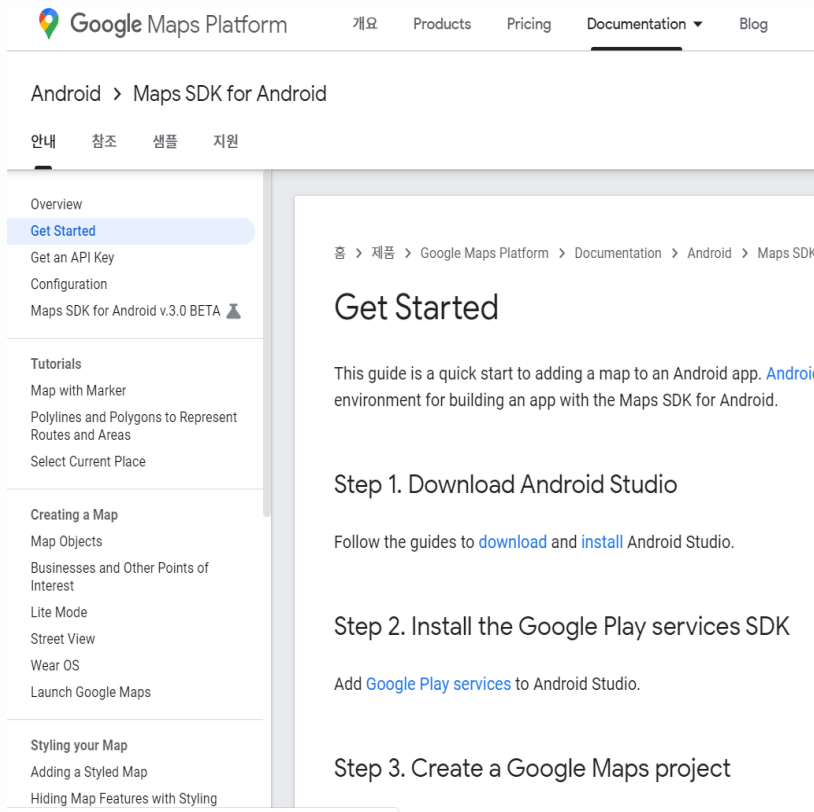 Google Maps Platform 개요 Products Pricing Documentation Blog
Android > Maps SDK for Android
안내 참조 샘플 지원
Overview
Get Started
Get an API Key
Configuration
Maps SDK for Android v.3.0 BETA
Tutorials
Map with Marker
Polylines and Polygons to Represent
Routes and Areas
Select Current Place
Creating a Map
Map Objects
Businesses and Other Points of
Interest
Lite Mode
Street View
Wear OS
Launch Google Maps
Styling your Map
Adding a Styled Map
Hiding Map Features with Styling
홈 > 제품 > Google Maps Platform > Documentation > Android > Maps SDK
Get Started
This guide is a quick start to adding a map to an Android app. Android
environment for building an app with the Maps SDK for Android.
Step 1. Download Android Studio
Follow the guides to download and install Android Studio.
Step 2. Install the Google Play services SDK
Add Google Play services to Android Studio.
Step 3. Create a Google Maps project